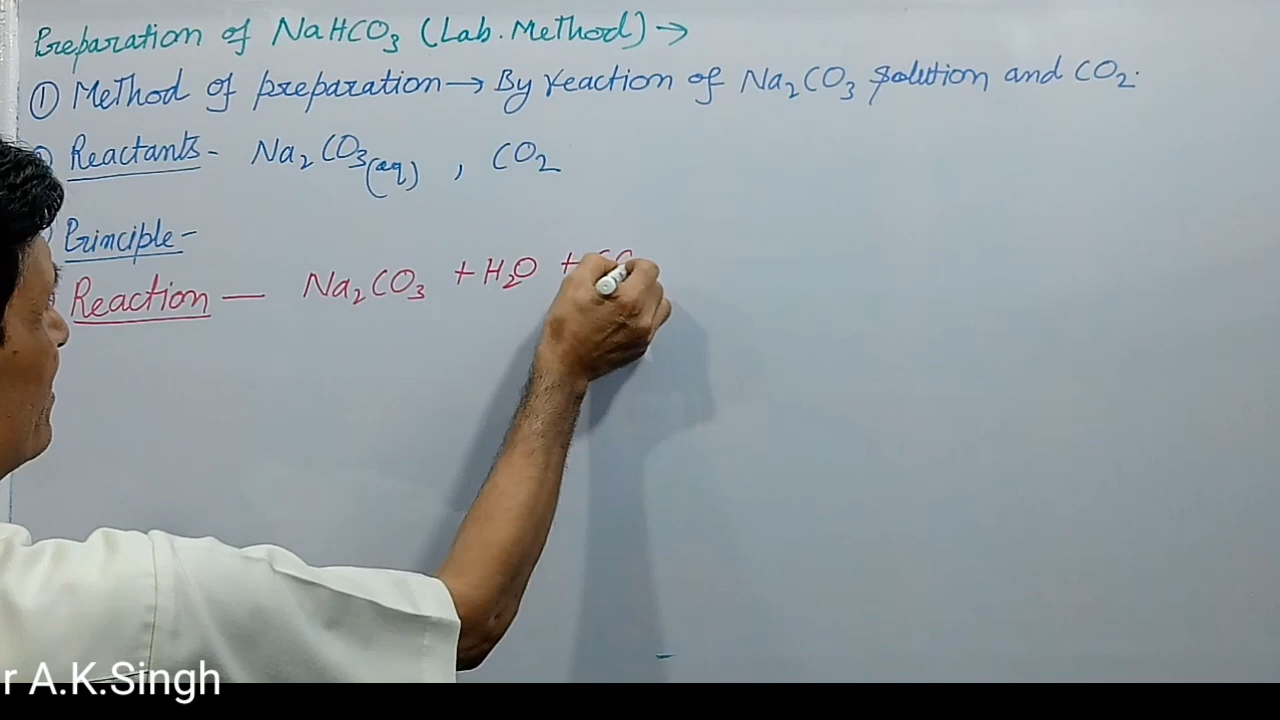 Preparation of NaHCO₃ (Lab. Method) →
① Method of preparation → By reaction of Na₂CO₃ solution and CO₂.
Reactants - Na₂CO₃(aq) , CO₂
Principle -
Reaction — Na₂CO₃ + H₂O +
r A.K.Singh